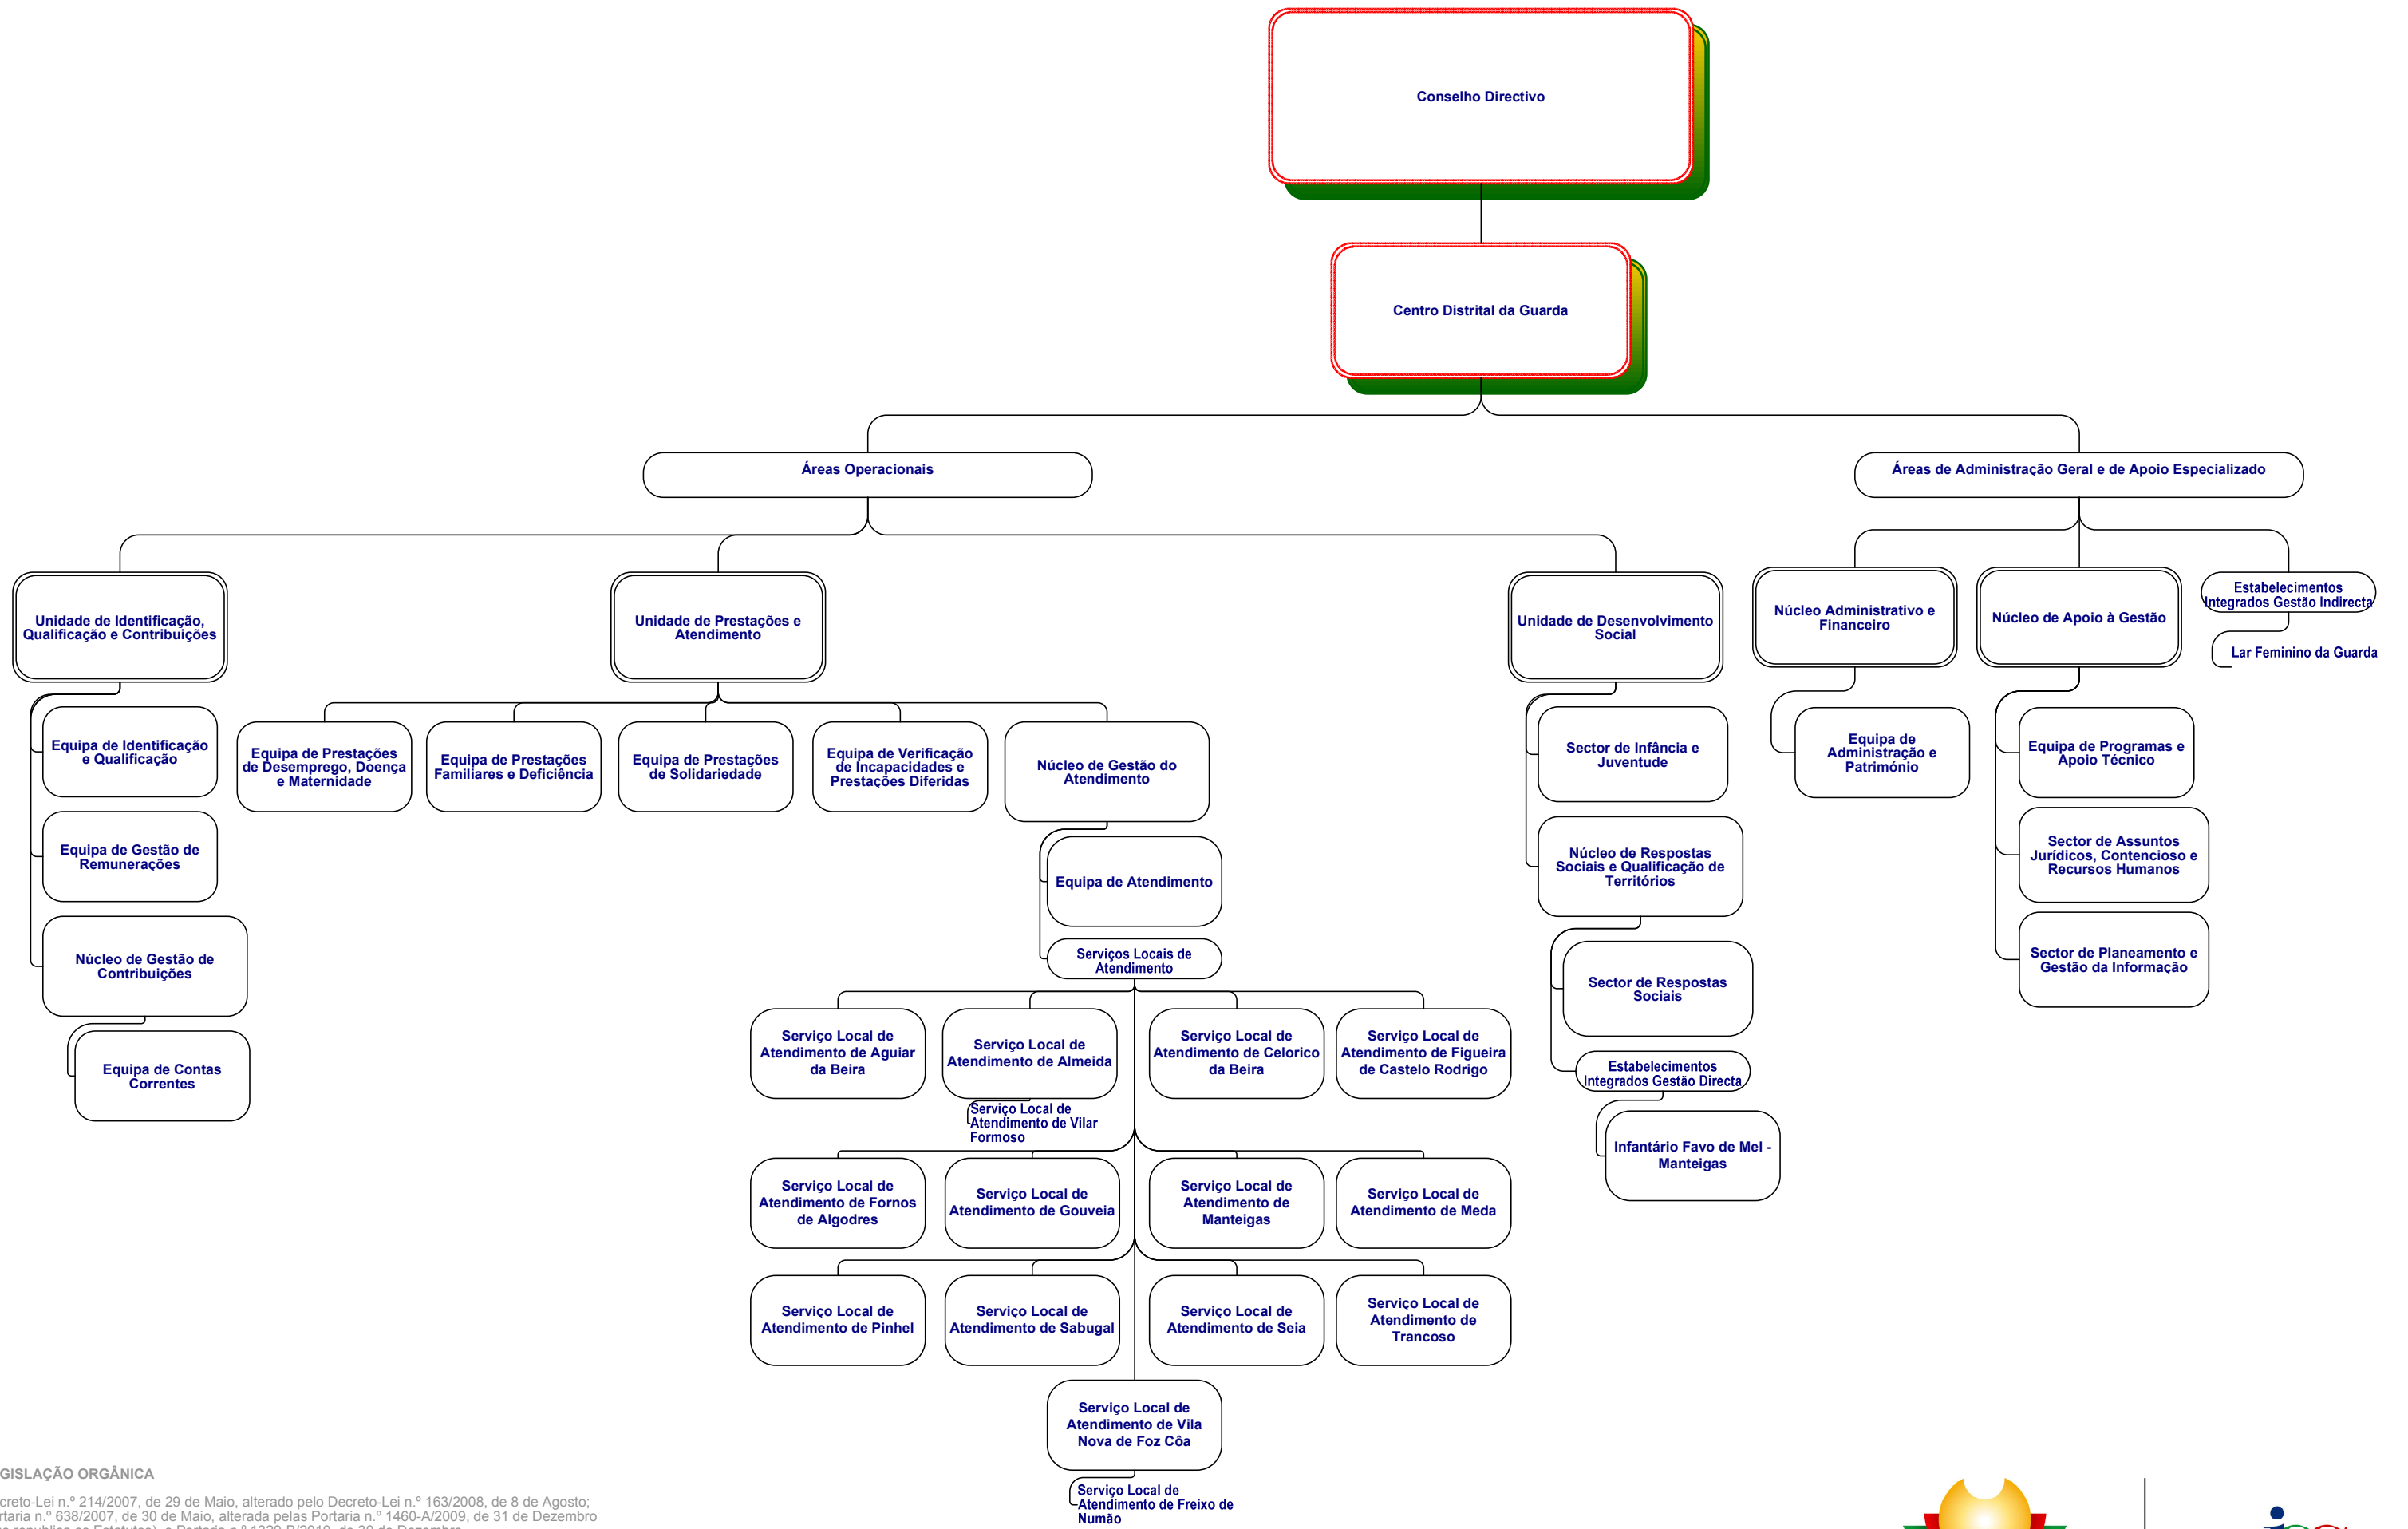 Conselho Directivo
Centro Distrital da Guarda
Áreas Operacionais
Áreas de Administração Geral e de Apoio Especializado
Unidade de Identificação,
Qualificação e Contribuições
Unidade de Prestações e
Atendimento
Unidade de Desenvolvimento
Social
Núcleo Administrativo e
Financeiro
Núcleo de Apoio à Gestão
Estabelecimentos
Integrados Gestão Indirecta
Lar Feminino da Guarda
Equipa de Identificação
e Qualificação
Equipa de Gestão de
Remunerações
Núcleo de Gestão de
Contribuições
Equipa de Contas
Correntes
Equipa de Prestações
de Desemprego, Doença
e Maternidade
Equipa de Prestações
Familiares e Deficiência
Equipa de Prestações
de Solidariedade
Equipa de Verificação
de Incapacidades e
Prestações Diferidas
Núcleo de Gestão do
Atendimento
Equipa de Atendimento
Serviços Locais de
Atendimento
Serviço Local de
Atendimento de Aguiar
da Beira
Serviço Local de
Atendimento de Almeida
Serviço Local de
Atendimento de Vilar
Formoso
Serviço Local de
Atendimento de Celorico
da Beira
Serviço Local de
Atendimento de Figueira
de Castelo Rodrigo
Serviço Local de
Atendimento de Fornos
de Algodres
Serviço Local de
Atendimento de Gouveia
Serviço Local de
Atendimento de
Manteigas
Serviço Local de
Atendimento de Meda
Serviço Local de
Atendimento de Pinhel
Serviço Local de
Atendimento de Sabugal
Serviço Local de
Atendimento de Seia
Serviço Local de
Atendimento de
Trancoso
Serviço Local de
Atendimento de Vila
Nova de Foz Côa
Serviço Local de
Atendimento de Freixo de
Numão
Sector de Infância e
Juventude
Núcleo de Respostas
Sociais e Qualificação de
Territórios
Sector de Respostas
Sociais
Estabelecimentos
Integrados Gestão Directa
Infantário Favo de Mel -
Manteigas
Equipa de
Administração e
Património
Equipa de Programas e
Apoio Técnico
Sector de Assuntos
Jurídicos, Contencioso e
Recursos Humanos
Sector de Planeamento e
Gestão da Informação
GISLAÇÃO ORGÂNICA
creto-Lei n.º 214/2007, de 29 de Maio, alterado pelo Decreto-Lei n.º 163/2008, de 8 de Agosto;
rtaria n.º 638/2007, de 30 de Maio, alterada pelas Portaria n.º 1460-A/2009, de 31 de Dezembro